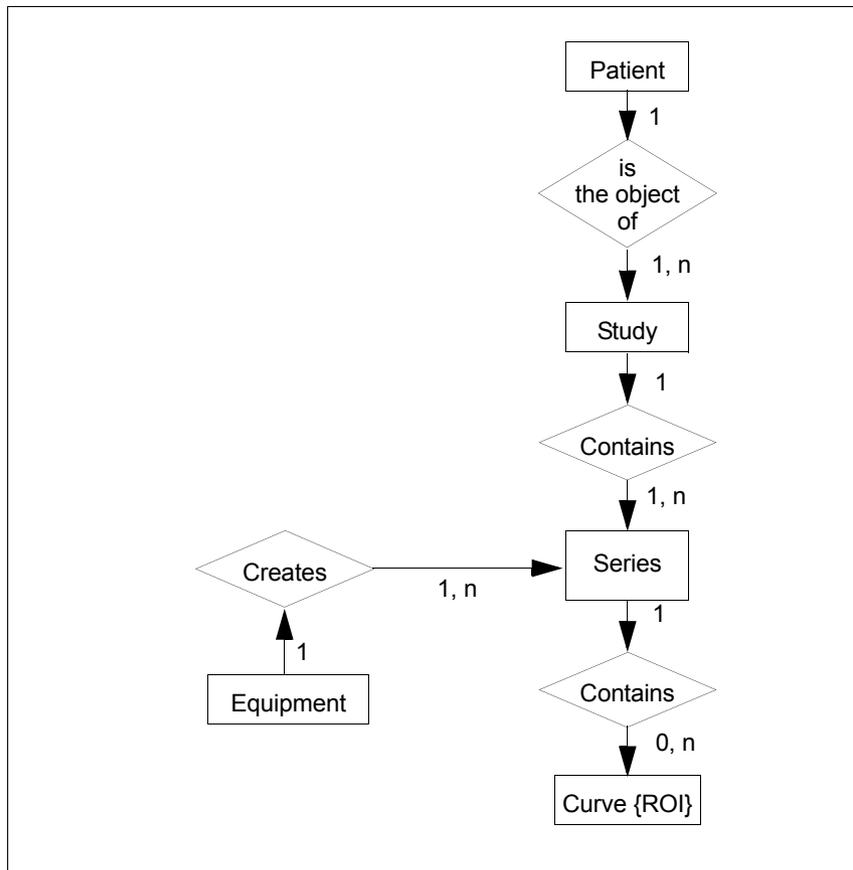 Patient
1
is
the object
of
1, n
Study
1
Contains
1, n
Creates
1, n
Series
1
1
Equipment
Contains
0, n
Curve {ROI}